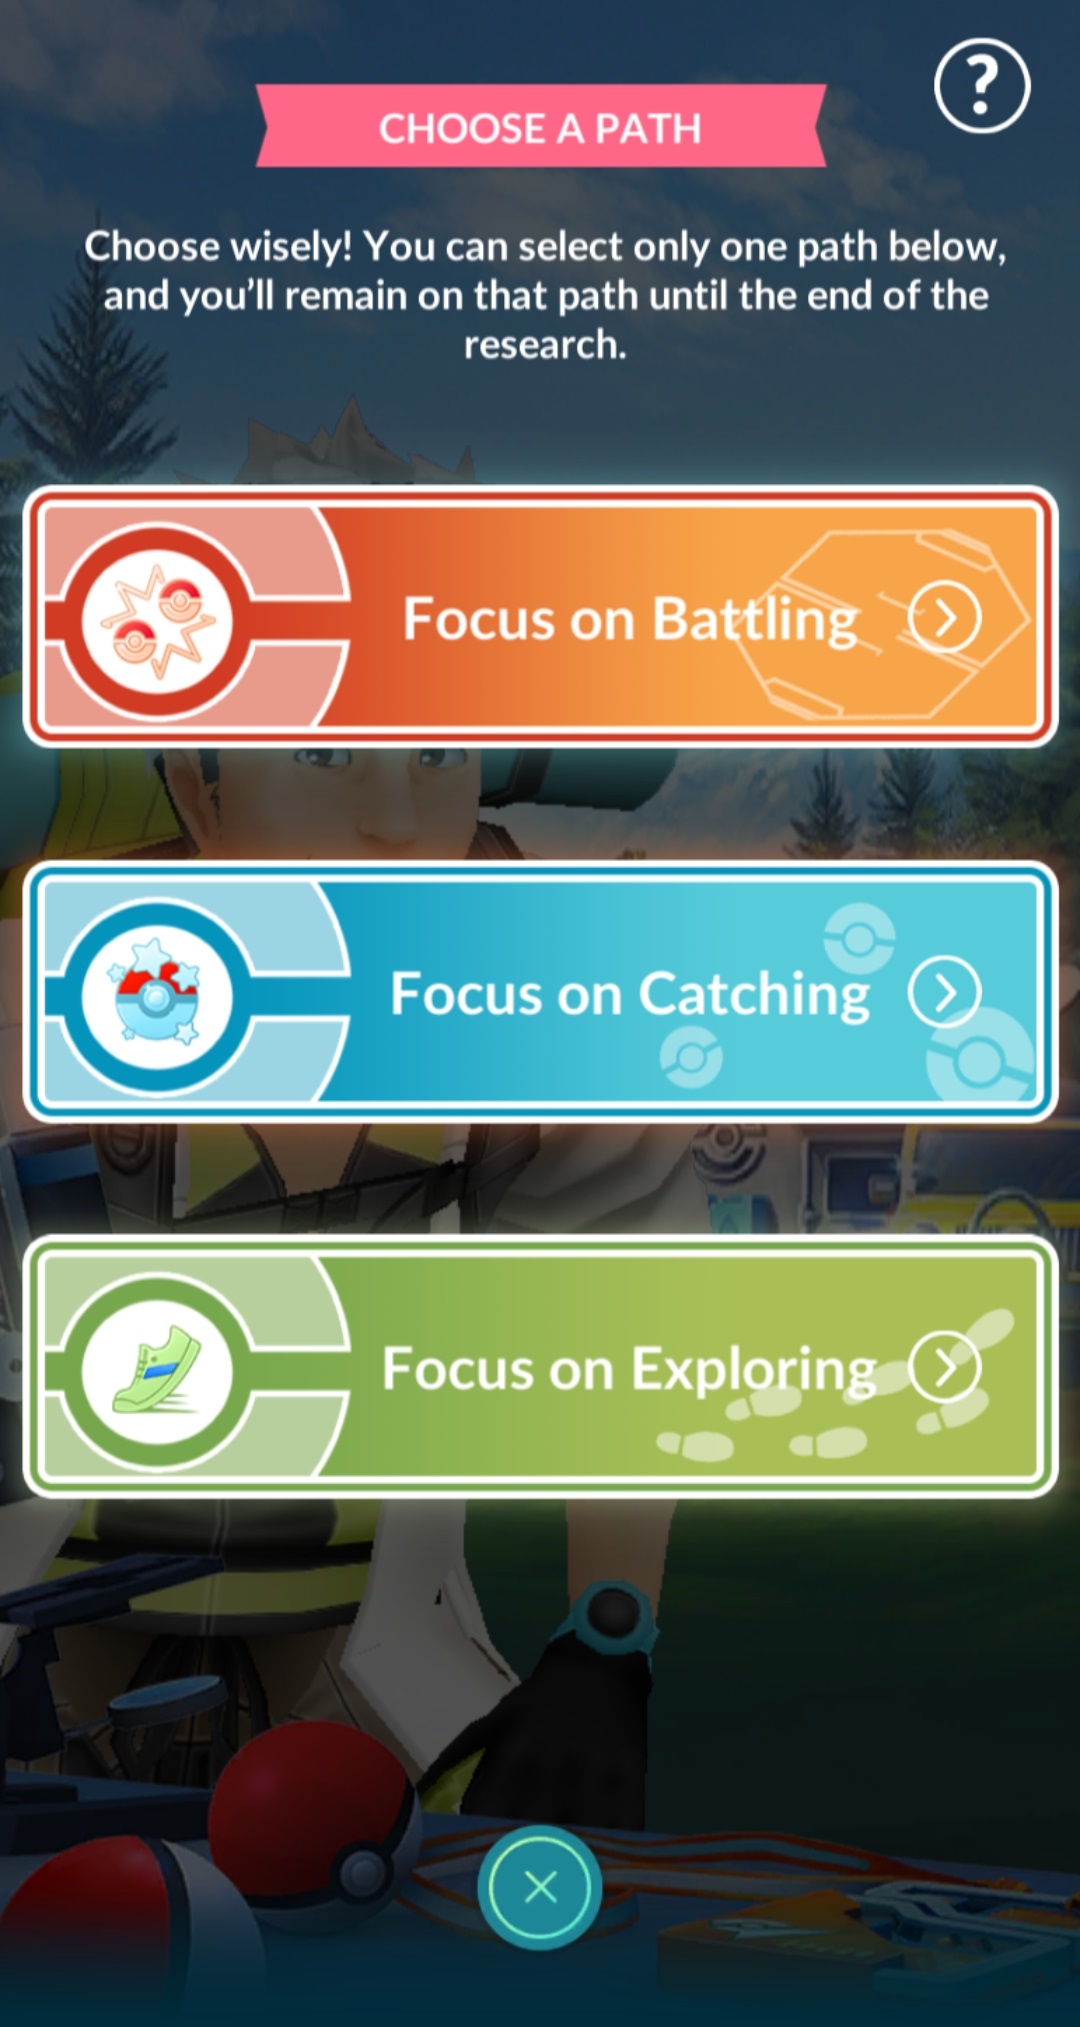 ?
CHOOSE A PATH
Choose wisely! You can select only one path below,
and you’ll remain on that path until the end of the
research.
Focus on Battling
Focus on Catching
Focus on Exploring